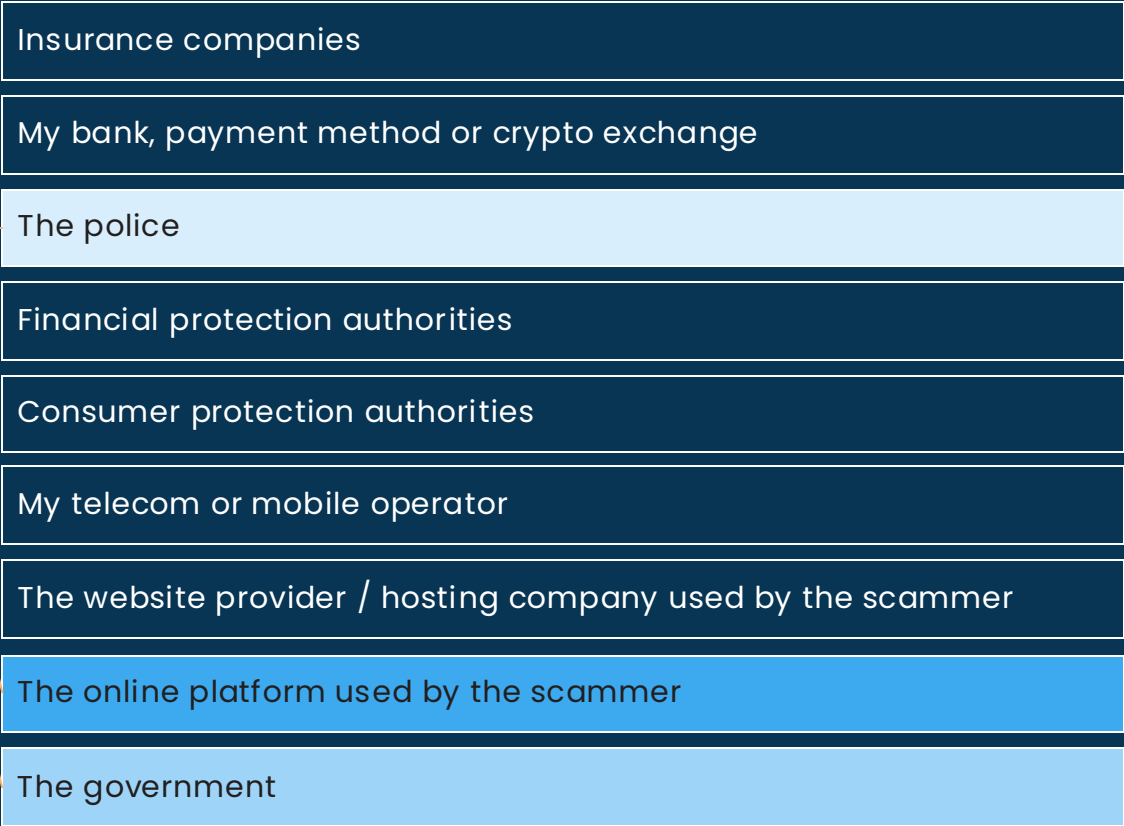 Insurance companies
My bank, payment method or crypto exchange
The police
Financial protection authorities
Consumer protection authorities
My telecom or mobile operator
The website provider / hosting company used by the scammer
The online platform used by the scammer
The government